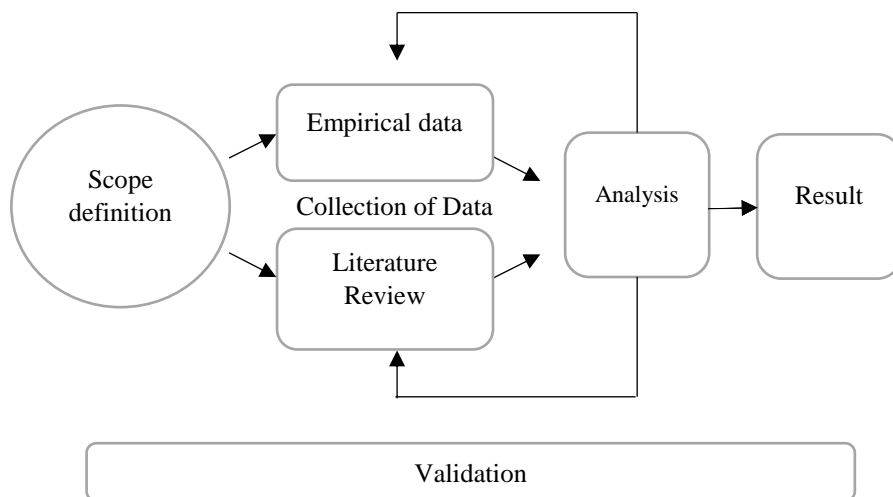 Scope
definition
Empirical data
Collection of Data
Literature
Review
Analysis
Result
Validation